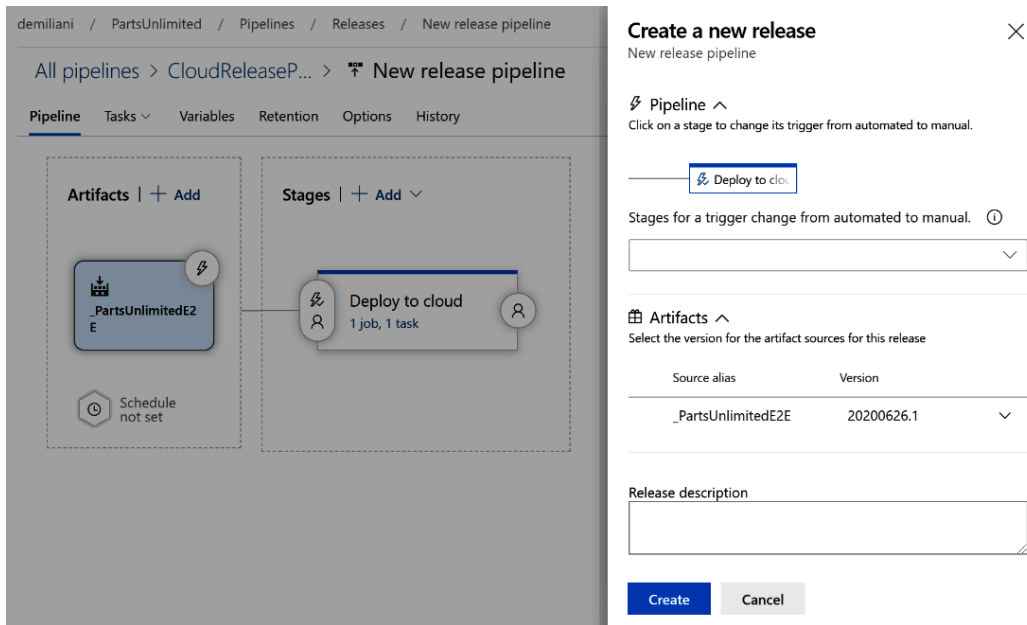 demiliani / PartsUnlimited / Pipelines / Releases / New release pipeline
All pipelines > CloudReleaseP... > New release pipeline
Pipeline Tasks Variables Retention Options History
Artifacts | + Add
Stages | + Add
_PartsUnlimitedE2
E
Deploy to cloud
1 job, 1 task
Schedule
not set
Create a new release
New release pipeline
Pipeline
Click on a stage to change its trigger from automated to manual.
Deploy to clou
Stages for a trigger change from automated to manual.
Artifacts
Select the version for the artifact sources for this release
Source alias Version
_PartsUnlimitedE2E 20200626.1
Release description
Create Cancel